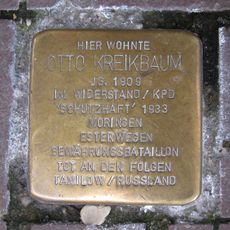 HIER WOHNTE
OTTO KREIKBAUM
JG. 1909
IM WIDERSTAND / KPD
'SCHUTZHAFT' 1933
MORINGEN
ESTERWEGEN
BEWÄHRUNGSBATAILLON
TOT AN DEN FOLGEN
TANILOW / RUSSLAND